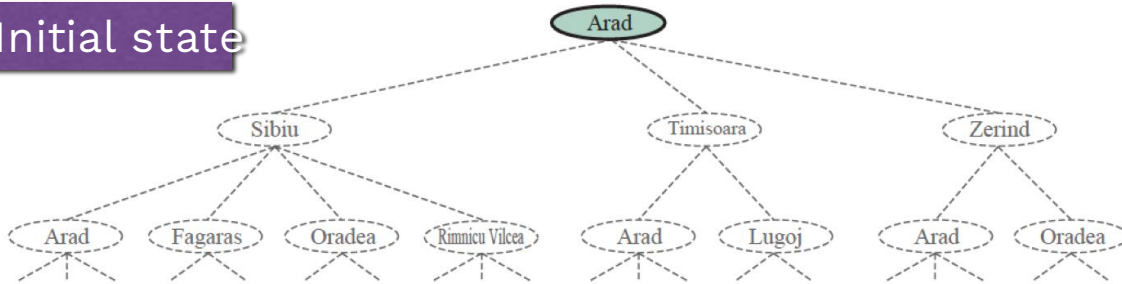 Initial state
Arad
Sibiu
Timisoara
Zerind
Arad
Fagaras
Oradea
Rimnicu Vilcea
Arad
Lugoj
Arad
Oradea